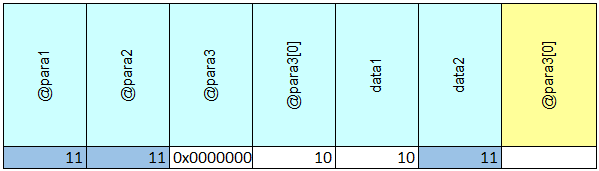 @para1 @para2 @para3 @para3[0] data1 data2 @para3[0]
11 11 0x0000000 10 10 11